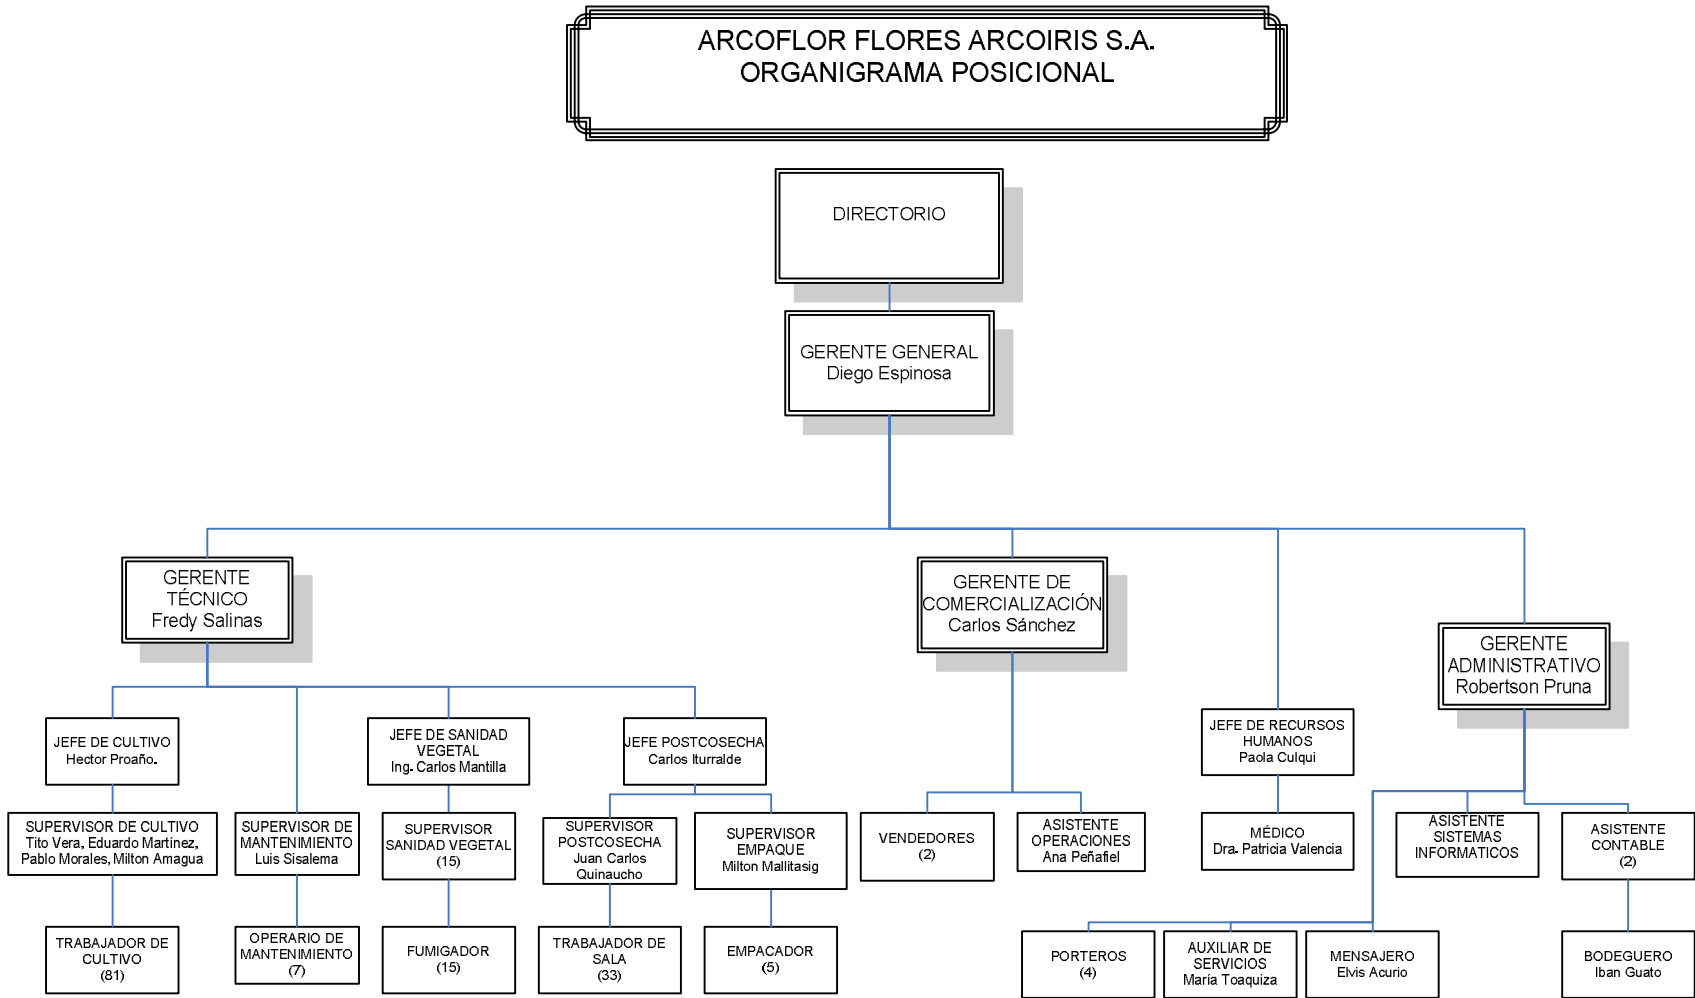 ARCOFLOR FLORES ARCOIRIS S.A.
ORGANIGRAMA POSICIONAL
DIRECTORIO
GERENTE GENERAL
Diego Espinosa
GERENTE
TÉCNICO
Fredy Salinas
GERENTE DE
COMERCIALIZACIÓN
Carlos Sánchez
GERENTE
ADMINISTRATIVO
Robertson Pruna
JEFE DE CULTIVO
Hector Proaño.
JEFE DE SANIDAD
VEGETAL
Ing. Carlos Mantilla
JEFE POSTCOSECHA
Carlos Iturralde
JEFE DE RECURSOS
HUMANOS
Paola Culqui
SUPERVISOR DE CULTIVO
Tito Vera, Eduardo Martínez,
Pablo Morales, Milton Amagua
SUPERVISOR DE
MANTENIMIENTO
Luis Sisalema
SUPERVISOR
SANIDAD VEGETAL
(15)
SUPERVISOR
POSTCOSECHA
Juan Carlos
Quinaucho
SUPERVISOR
EMPAQUE
Milton Mallitasig
VENDEDORES
(2)
ASISTENTE
OPERACIONES
Ana Peñafiel
MÉDICO
Dra. Patricia Valencia
ASISTENTE
SISTEMAS
INFORMATICOS
ASISTENTE
CONTABLE
(2)
TRABAJADOR DE
CULTIVO
(81)
OPERARIO DE
MANTENIMIENTO
(7)
FUMIGADOR
(15)
TRABAJADOR DE
SALA
(33)
EMPACADOR
(5)
PORTEROS
(4)
AUXILIAR DE
SERVICIOS
María Toaquiza
MENSAJERO
Elvis Acurio
BODEGUERO
Iban Guato